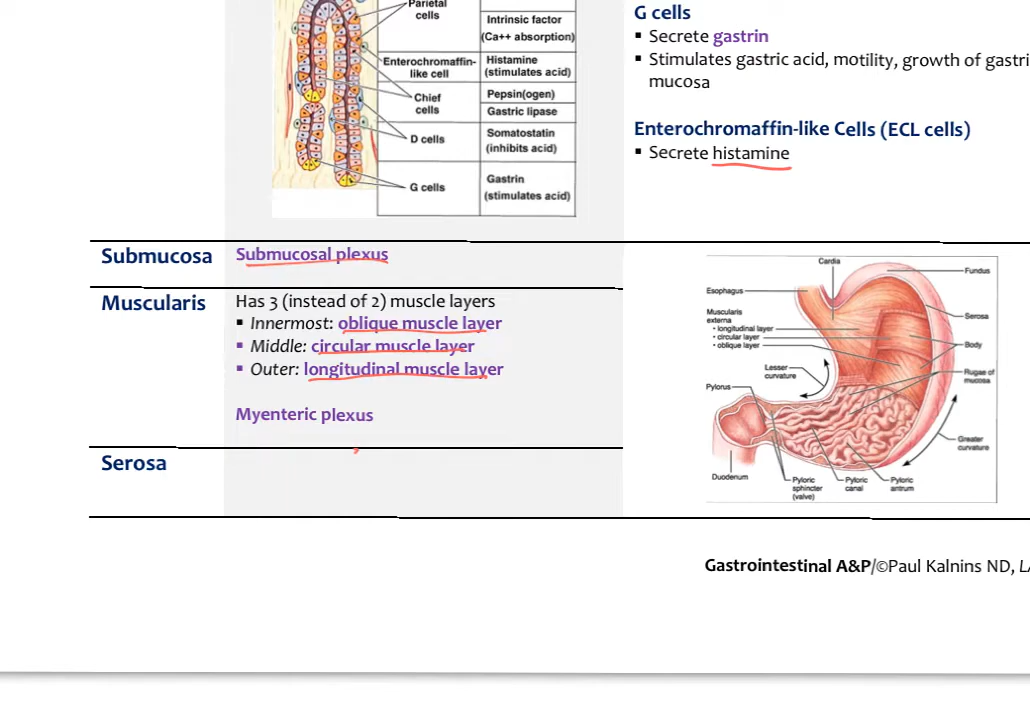 Parietal
cells
Intrinsic factor
(Ca++ absorption)
Enterochromaffin-
like cell
Histamine
(stimulates acid)
Chief
cells
Pepsin(ogen)
Gastric lipase
D cells
Somatostatin
(inhibits acid)
G cells
Gastrin
(stimulates acid)
G cells
▪ Secrete gastrin
▪ Stimulates gastric acid, motility, growth of gastri
mucosa
Enterochromaffin-like Cells (ECL cells)
▪ Secrete histamine
Submucosa
Submucosal plexus
Muscularis
Has 3 (instead of 2) muscle layers
▪ Innermost: oblique muscle layer
▪ Middle: circular muscle layer
▪ Outer: longitudinal muscle layer
Myenteric plexus
Serosa
Cardia
Fundus
Esophagus
Muscularis
externa
• longitudinal layer
• circular layer
• oblique layer
Serosa
Body
Lesser
curvature
Rugae of
mucosa
Pylorus
Greater
curvature
Duodenum
Pyloric
sphincter
(valve)
Pyloric
canal
Pyloric
antrum
Gastrointestinal A&P/©Paul Kalnins ND, L